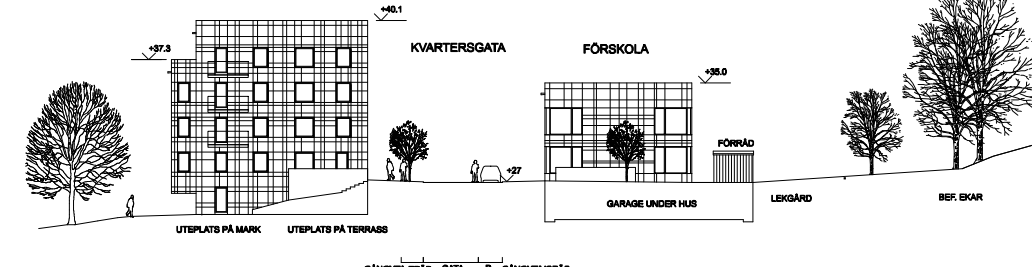 +40.1
+37.3
KVARTERSGATA
FÖRSKOLA
+35.0
FÖRRÅD
+27
GARAGE UNDER HUS
LEKGÅRD
BEF. EKAR
UTEPLATS PÅ MARK
UTEPLATS PÅ TERRASS